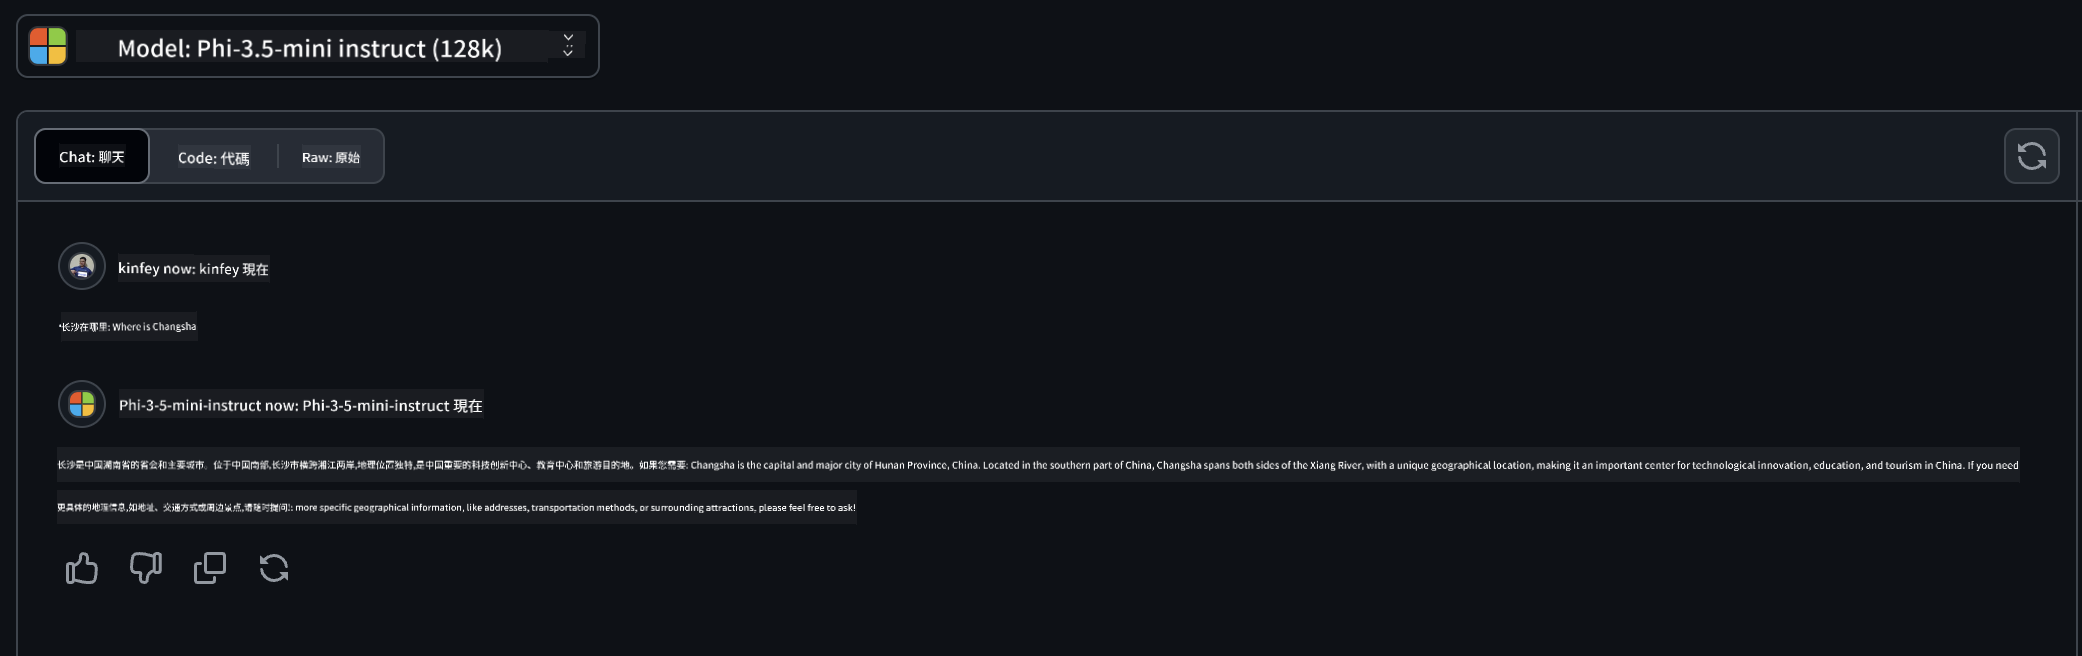 Model: Phi-3.5-mini instruct (128k)
Chat: 聊天
Code: 代碼
Raw: 原始
kinfey now: kinfey 現在
·长沙在哪里: Where is Changsha
Phi-3-5-mini-instruct now: Phi-3-5-mini-instruct 現在
长沙是中国湖南省的省会和主要城市。位于中国南部,长沙市横跨湘江两岸,地理位置独特,是中国重要的科技创新中心、教育中心和旅游目的地。如果您需要: Changsha is the capital and major city of Hunan Province, China. Located in the southern part of China, Changsha spans both sides of the Xiang River, with a unique geographical location, making it an important center for technological innovation, education, and tourism in China. If you need
更具体的地理信息,如地址、交通方式或周边景点,请随时提问!: more specific geographical information, like addresses, transportation methods, or surrounding attractions, please feel free to ask!